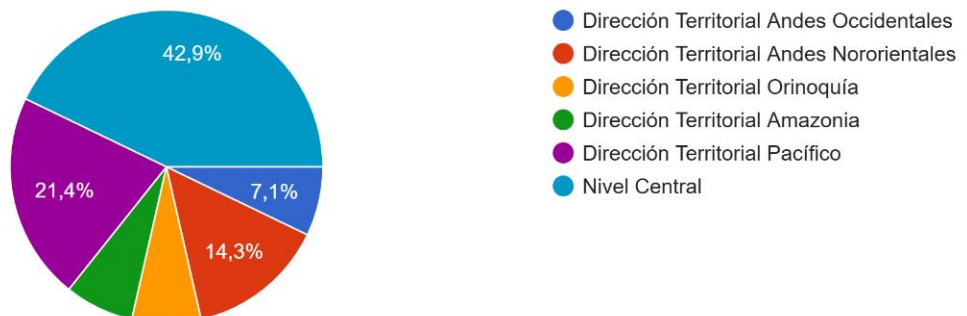 42,9%
21,4%
7,1%
14,3%
Dirección Territorial Andes Occidentales
Dirección Territorial Andes Nororientales
Dirección Territorial Orinoquía
Dirección Territorial Amazonia
Dirección Territorial Pacífico
Nivel Central